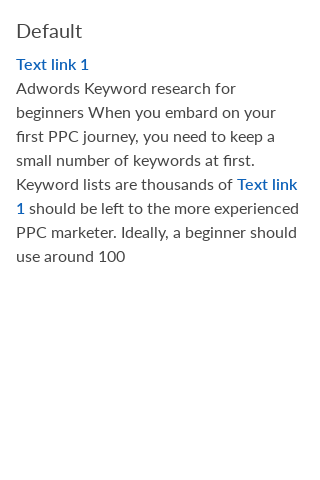 Default
Text link 1
Adwords Keyword research for
beginners When you embard on your
first PPC journey, you need to keep a
small number of keywords at first.
Keyword lists are thousands of Text link
1 should be left to the more experienced
PPC marketer. Ideally, a beginner should
use around 100